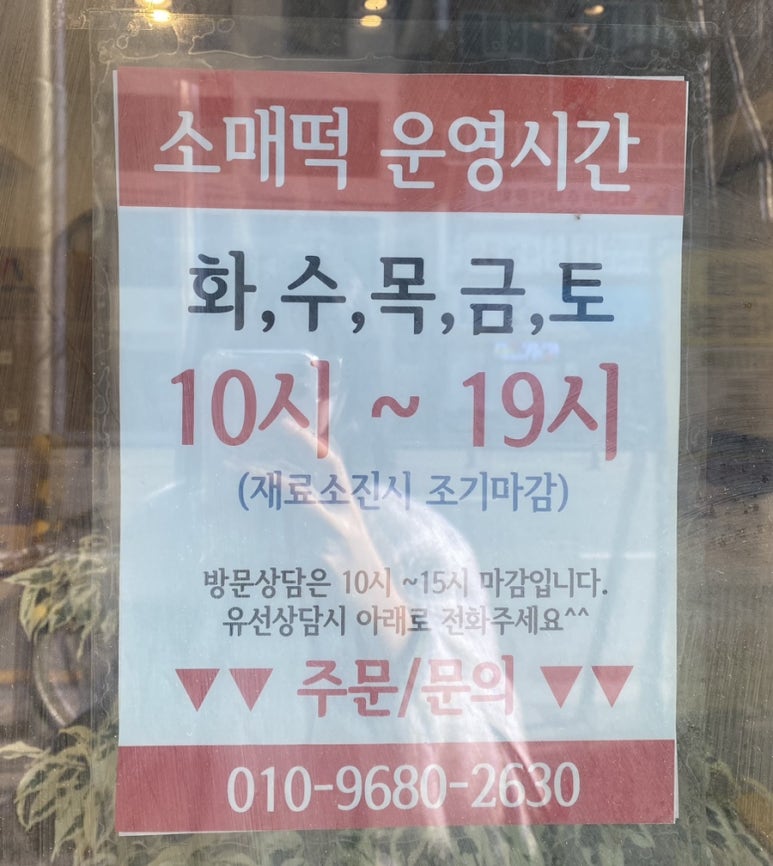 소매떡 운영시간
화,수,목,금,토
10시 ~ 19시
(재료소진시 조기마감)
방문상담은 10시 ~15시 마감입니다.
유선상담시 아래로 전화주세요^^
▼▼ 주문/문의 ▼▼
010-9680-2630